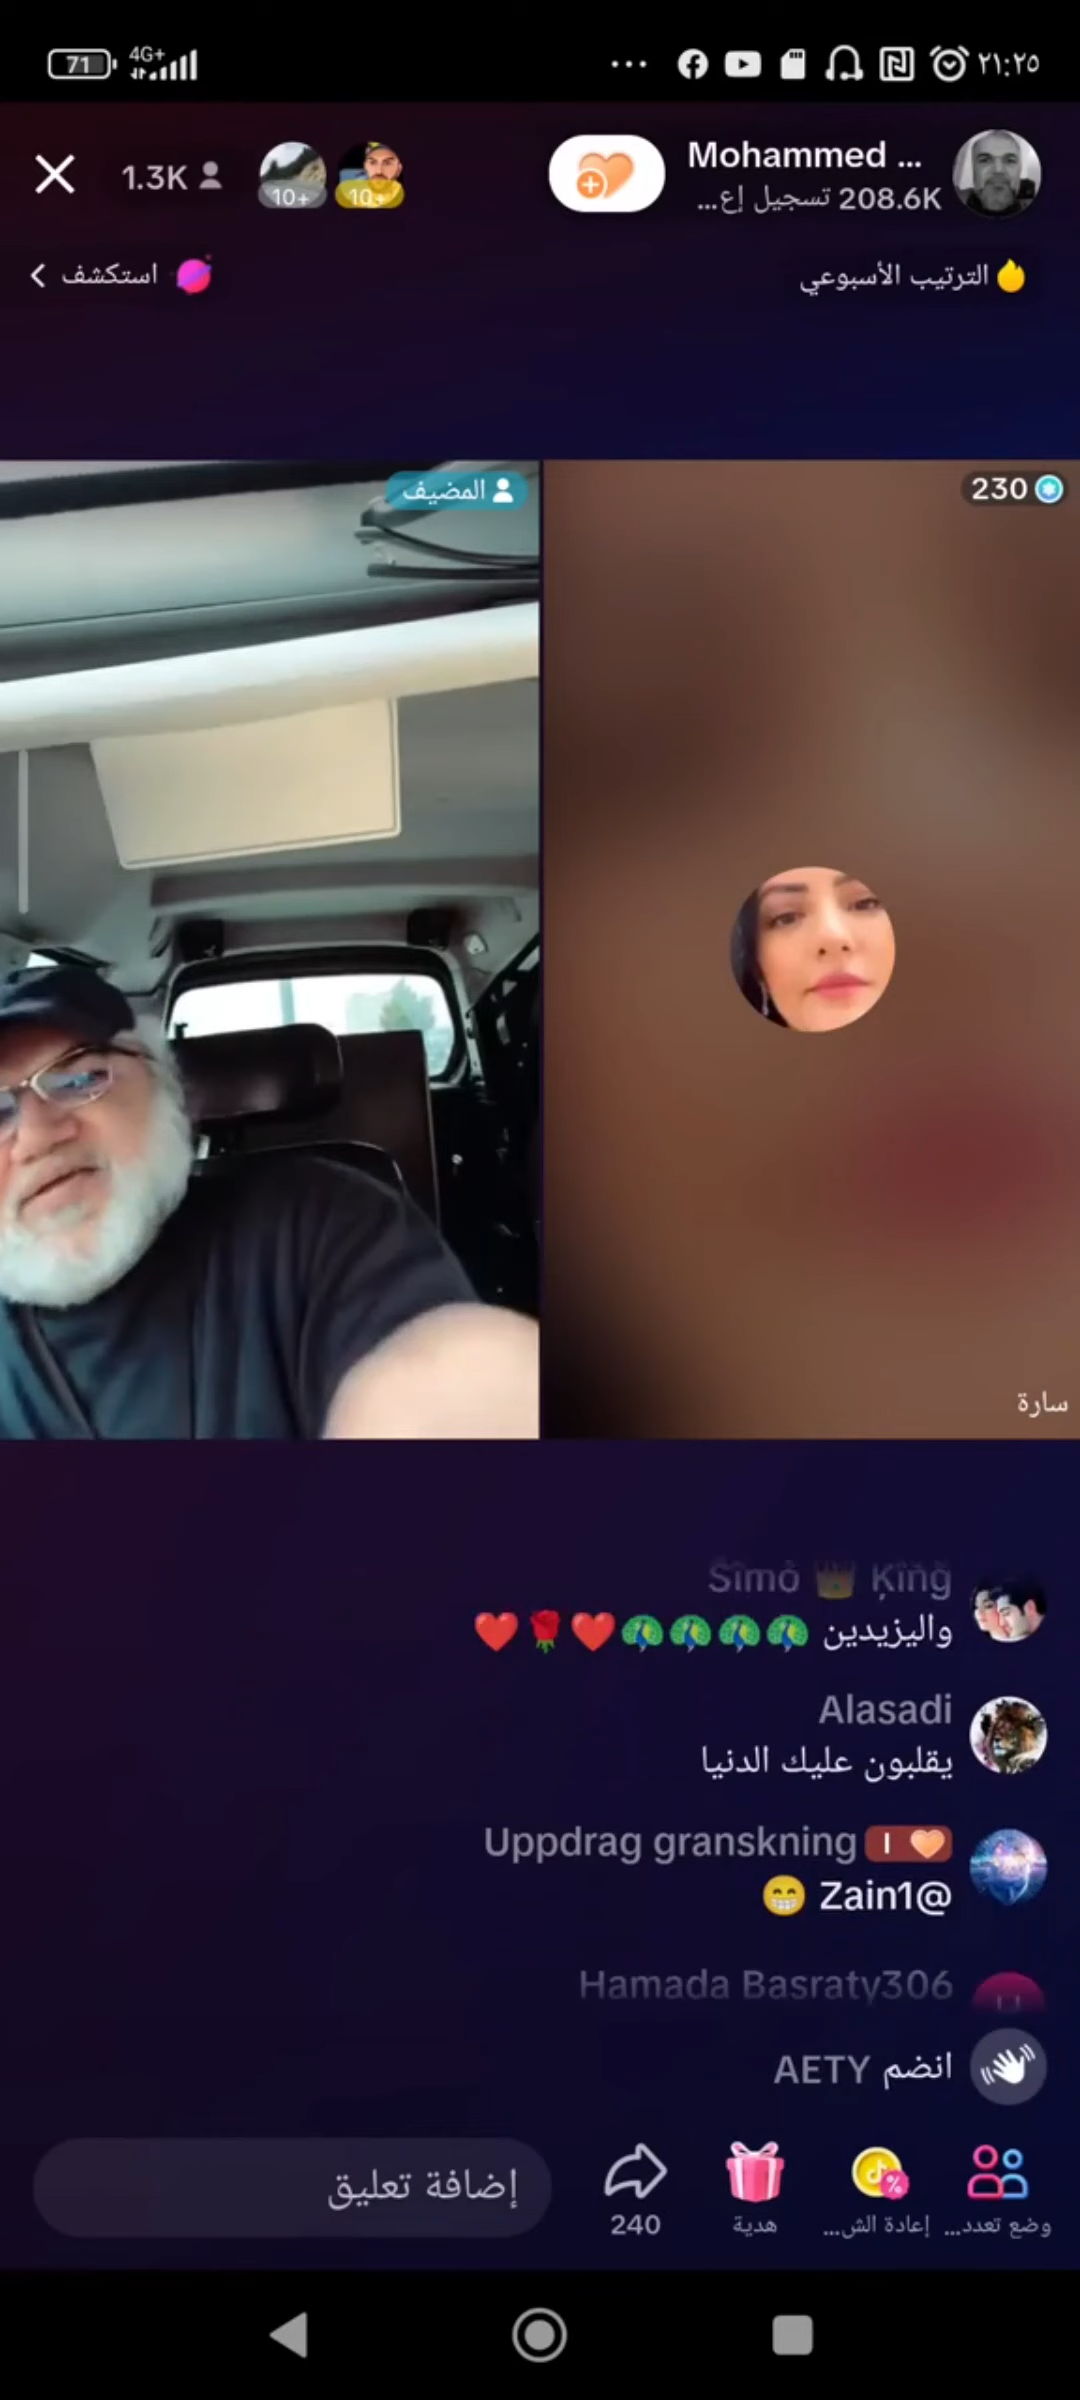 71 4G+ ٢١:٢٥
Mohammed ...
208.6K تسجيل إع...
1.3K
10+ 10+
الترتيب الأسبوعي
استكشف
المضيف
230
سارة
Šîmő 👑 Ķîñğ
واليزيدين 🦚🦚🦚🦚❤️🌹❤️
Alasadi
يقلبون عليك الدنيا
Uppdrag granskning I
@Zain1 😁
Hamada Basraty306
انضم AETY
إضافة تعليق
240
هدية
إعادة الش...
وضع تعدد...